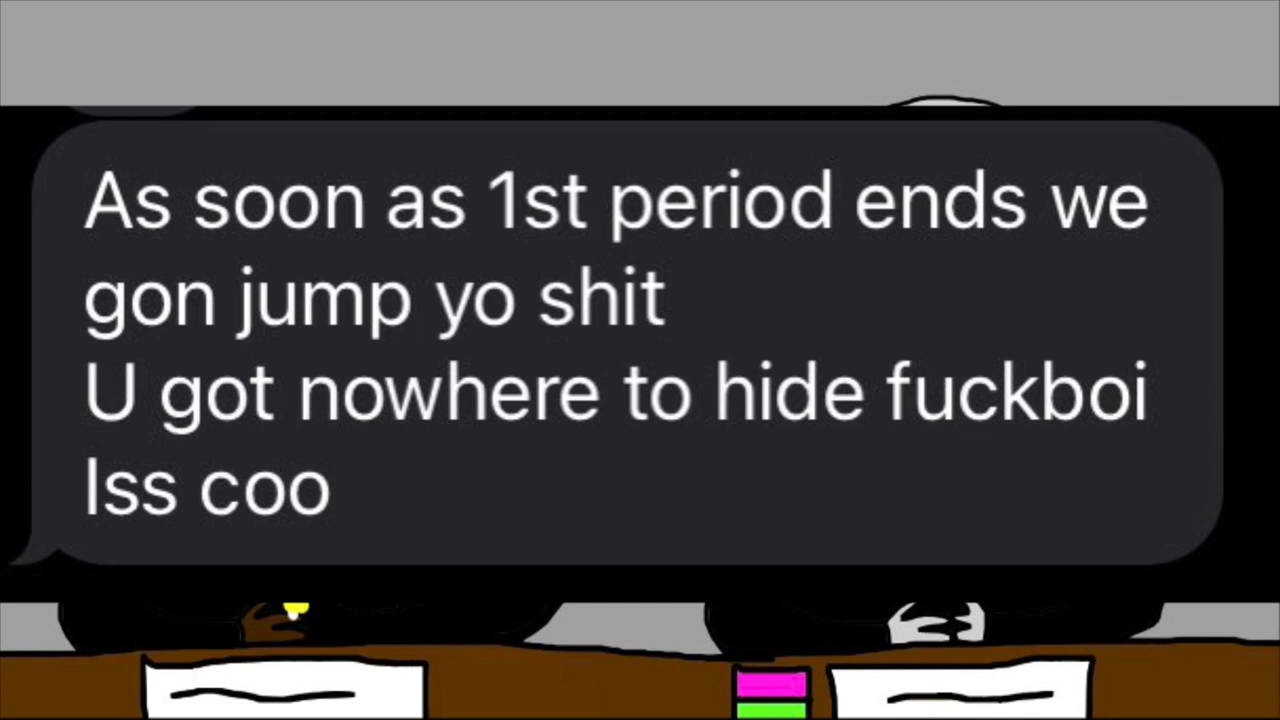 As soon as 1st period ends we
gon jump yo shit
U got nowhere to hide fuckboi
Iss coo